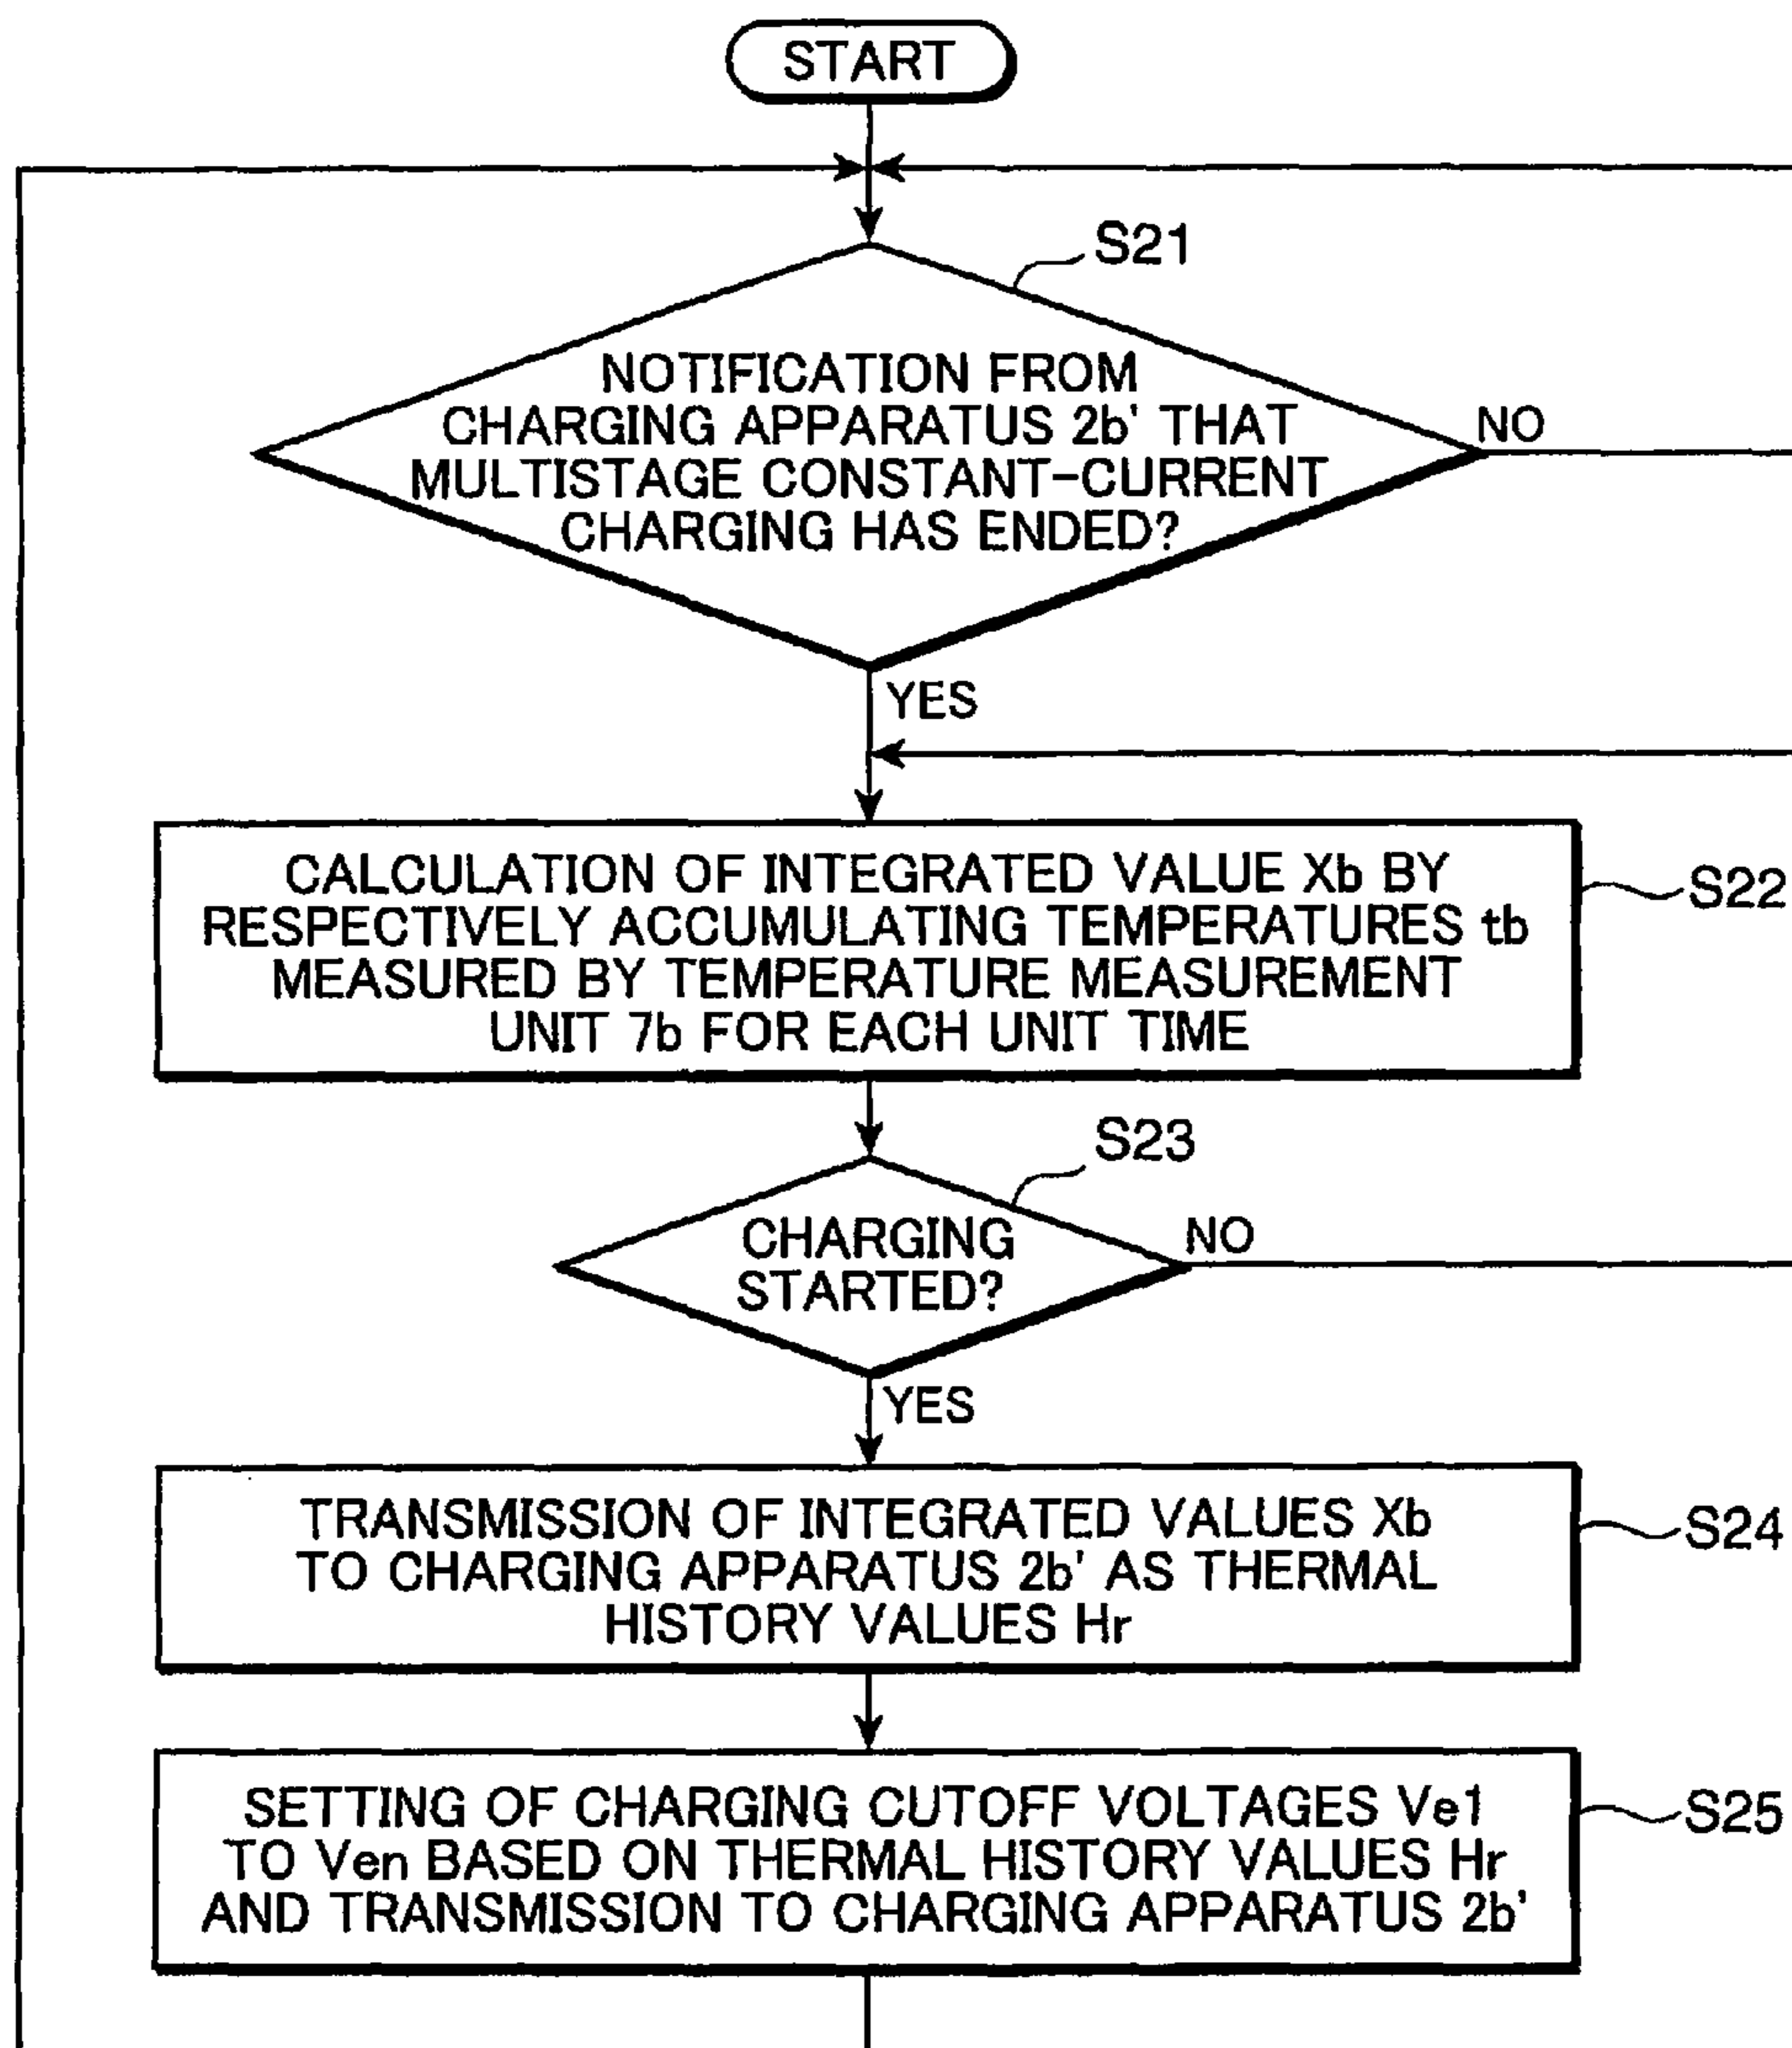 START
S21
NOTIFICATION FROM
CHARGING APPARATUS 2b' THAT
MULTISTAGE CONSTANT-CURRENT
CHARGING HAS ENDED?
NO
YES
CALCULATION OF INTEGRATED VALUE Xb BY
RESPECTIVELY ACCUMULATING TEMPERATURES tb
MEASURED BY TEMPERATURE MEASUREMENT
UNIT 7b FOR EACH UNIT TIME
S22
S23
CHARGING
STARTED?
NO
YES
TRANSMISSION OF INTEGRATED VALUES Xb
TO CHARGING APPARATUS 2b' AS THERMAL
HISTORY VALUES Hr
S24
SETTING OF CHARGING CUTOFF VOLTAGES Ve1
TO Ven BASED ON THERMAL HISTORY VALUES Hr
AND TRANSMISSION TO CHARGING APPARATUS 2b'
S25